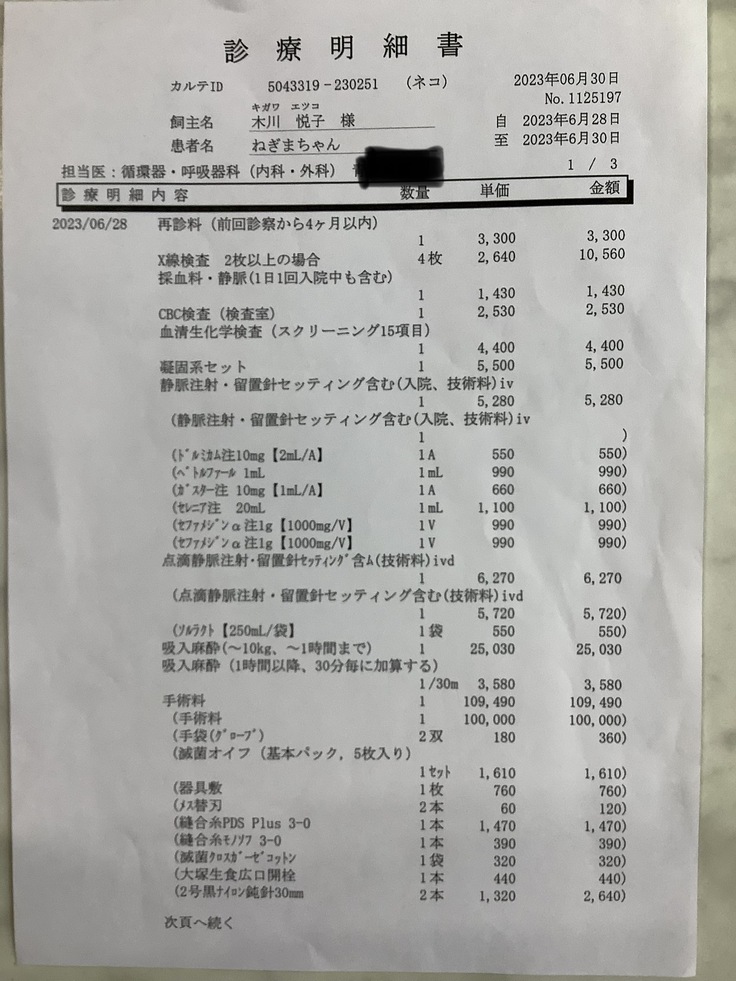 診療明細書
カルテID 5043319-230251 (ネコ) 2023年06月30日
No.1125197
キガワ エツコ
飼主名 木川 悦子 様 自 2023年6月28日
患者名 ねぎまちゃん 至 2023年6月30日
担当医:循環器・呼吸器科(内科・外科) 1 / 3
診療明細内容 数量 単価 金額
2023/06/28 再診料(前回診察から4ヶ月以内)
1 3,300 3,300
X線検査 2枚以上の場合 4枚 2,640 10,560
採血料・静脈(1日1回入院中も含む)
1 1,430 1,430
CBC検査(検査室) 1 2,530 2,530
血清生化学検査(スクリーニング15項目)
1 4,400 4,400
凝固系セット 1 5,500 5,500
静脈注射・留置針セッティング含む(入院、技術料)iv
1 5,280 5,280
(静脈注射・留置針セッティング含む(入院、技術料)iv
1 )
(ﾄﾞﾙﾐｶﾑ注10mg【2mL/A】 1A 550 550)
(ﾍﾞﾄﾙﾌｧｰﾙ 1mL 1mL 990 990)
(ｶﾞｽﾀｰ注 10mg【1mL/A】 1A 660 660)
(ｾﾚﾆｱ注 20mL 1mL 1,100 1,100)
(ｾﾌｧﾒｼﾞﾝα注1g【1000mg/V】 1V 990 990)
(ｾﾌｧﾒｼﾞﾝα注1g【1000mg/V】 1V 990 990)
点滴静脈注射・留置針ｾｯﾃｨﾝｸﾞ含ﾑ(技術料)ivd
1 6,270 6,270
(点滴静脈注射・留置針セッティング含む(技術料)ivd
1 5,720 5,720)
(ｿﾙﾗｸﾄ【250mL/袋】 1袋 550 550)
吸入麻酔(～10kg、～1時間まで) 1 25,030 25,030
吸入麻酔(1時間以降、30分毎に加算する)
1/30m 3,580 3,580
手術料 1 109,490 109,490
(手術料 1 100,000 100,000)
(手袋(ｸﾞﾛｰﾌﾞ) 2双 180 360)
(滅菌オイフ(基本パック, 5枚入り)
1ｾｯﾄ 1,610 1,610)
(器具敷 1枚 760 760)
(ﾒｽ替刃 2本 60 120)
(縫合糸PDS Plus 3-0 1本 1,470 1,470)
(縫合糸ﾓﾉｿﾌ 3-0 1本 390 390)
(滅菌ｸﾛｽｶﾞｰｾﾞｺｯﾄﾝ 1袋 320 320)
(大塚生食広口開栓 1本 440 440)
(2号黒ﾅｲﾛﾝ鈍針30mm 2本 1,320 2,640)
次頁へ続く